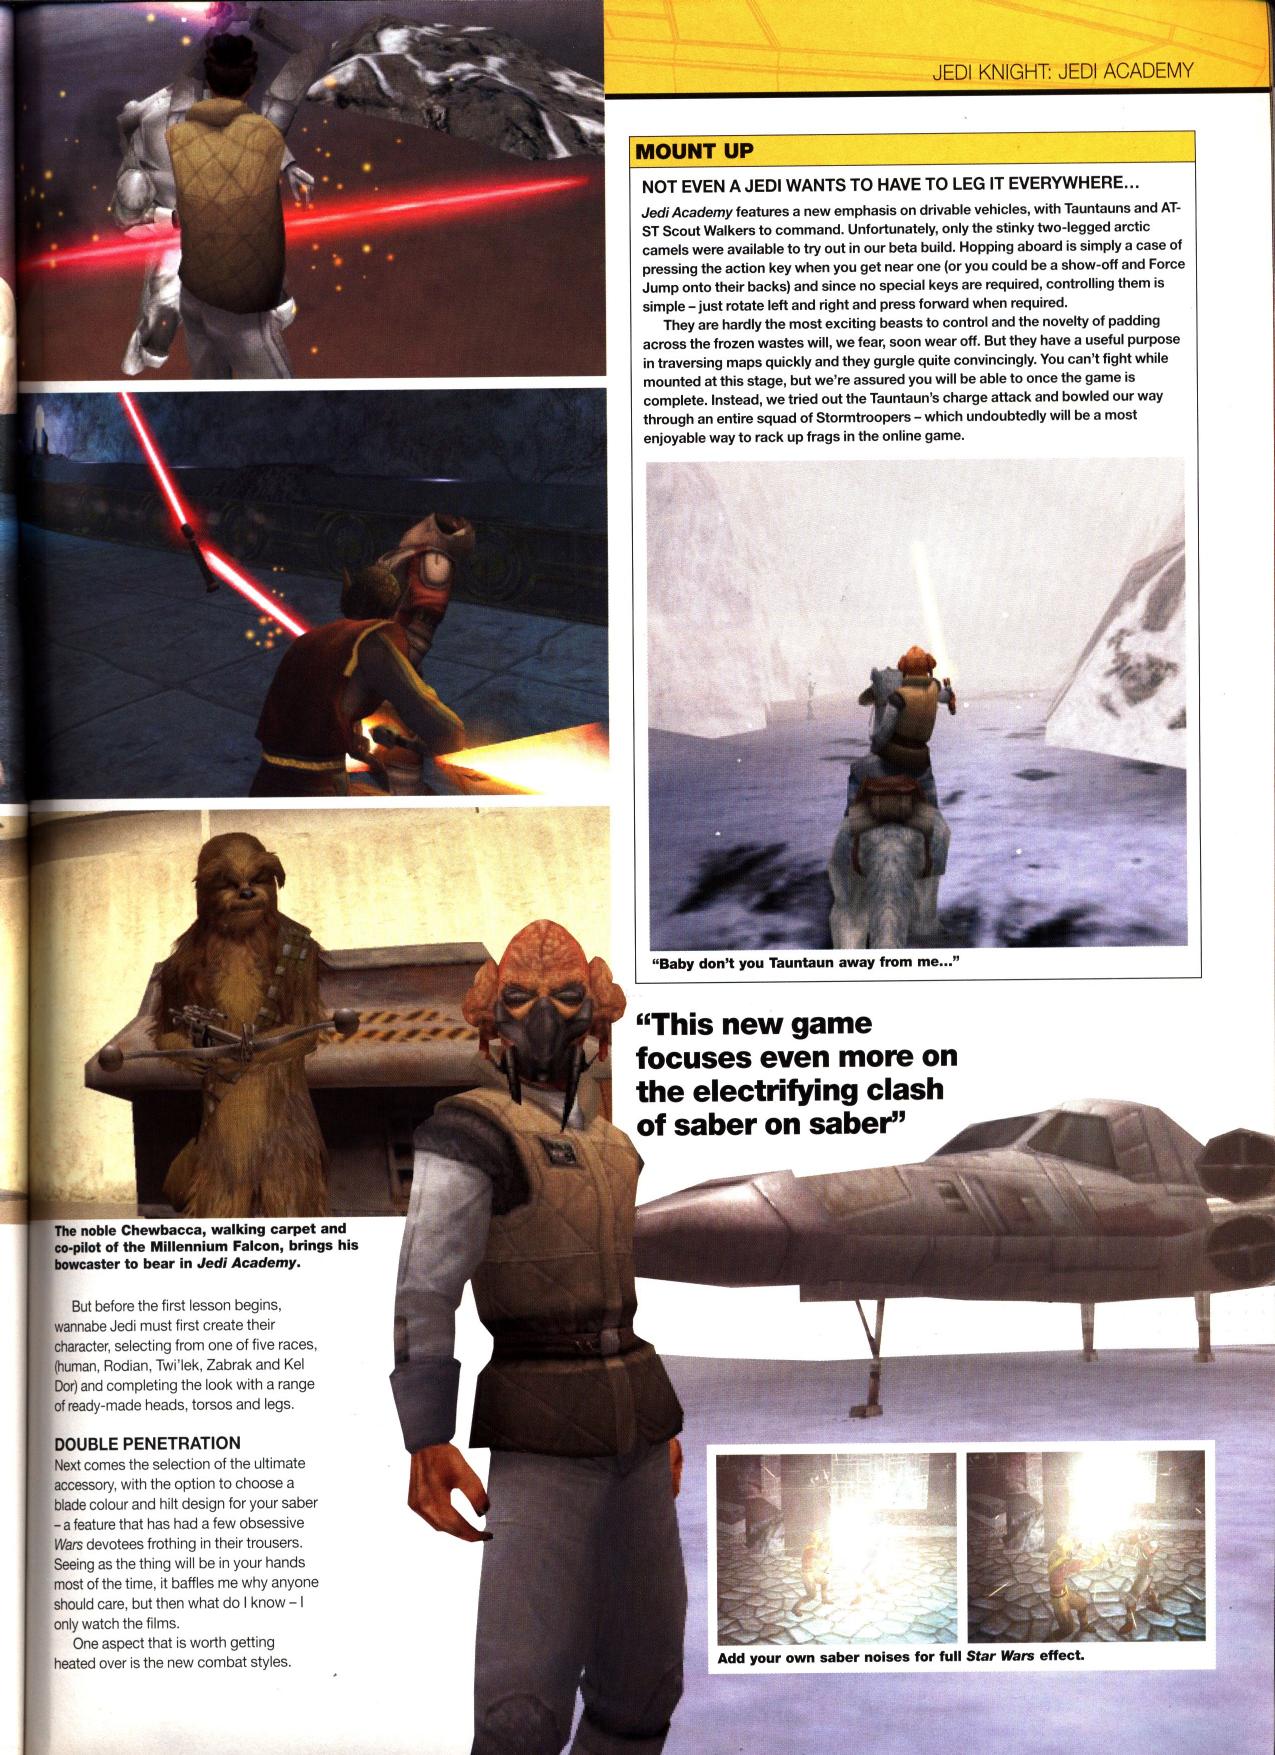 JEDI KNIGHT: JEDI ACADEMY
MOUNT UP
NOT EVEN A JEDI WANTS TO HAVE TO LEG IT EVERYWHERE...
Jedi Academy features a new emphasis on drivable vehicles, with Tauntauns and AT-
ST Scout Walkers to command. Unfortunately, only the stinky two-legged arctic
camels were available to try out in our beta build. Hopping aboard is simply a case of
pressing the action key when you get near one (or you could be a show-off and Force
Jump onto their backs) and since no special keys are required, controlling them is
simple – just rotate left and right and press forward when required.
They are hardly the most exciting beasts to control and the novelty of padding
across the frozen wastes will, we fear, soon wear off. But they have a useful purpose
in traversing maps quickly and they gurgle quite convincingly. You can't fight while
mounted at this stage, but we're assured you will be able to once the game is
complete. Instead, we tried out the Tauntaun's charge attack and bowled our way
through an entire squad of Stormtroopers – which undoubtedly will be a most
enjoyable way to rack up frags in the online game.
“Baby don't you Tauntaun away from me...”
“This new game
focuses even more on
the electrifying clash
of saber on saber”
The noble Chewbacca, walking carpet and
co-pilot of the Millennium Falcon, brings his
bowcaster to bear in Jedi Academy.
But before the first lesson begins,
wannabe Jedi must first create their
character, selecting from one of five races,
(human, Rodian, Twi'lek, Zabrak and Kel
Dor) and completing the look with a range
of ready-made heads, torsos and legs.
DOUBLE PENETRATION
Next comes the selection of the ultimate
accessory, with the option to choose a
blade colour and hilt design for your saber
– a feature that has had a few obsessive
Wars devotees frothing in their trousers.
Seeing as the thing will be in your hands
most of the time, it baffles me why anyone
should care, but then what do I know – I
only watch the films.
One aspect that is worth getting
heated over is the new combat styles.
Add your own saber noises for full Star Wars effect.